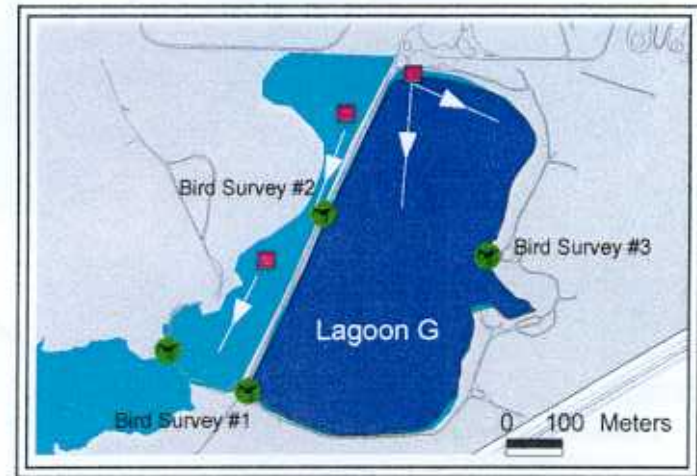 Bird Survey #2
Bird Survey #3
Lagoon G
Bird Survey #1
0 100 Meters